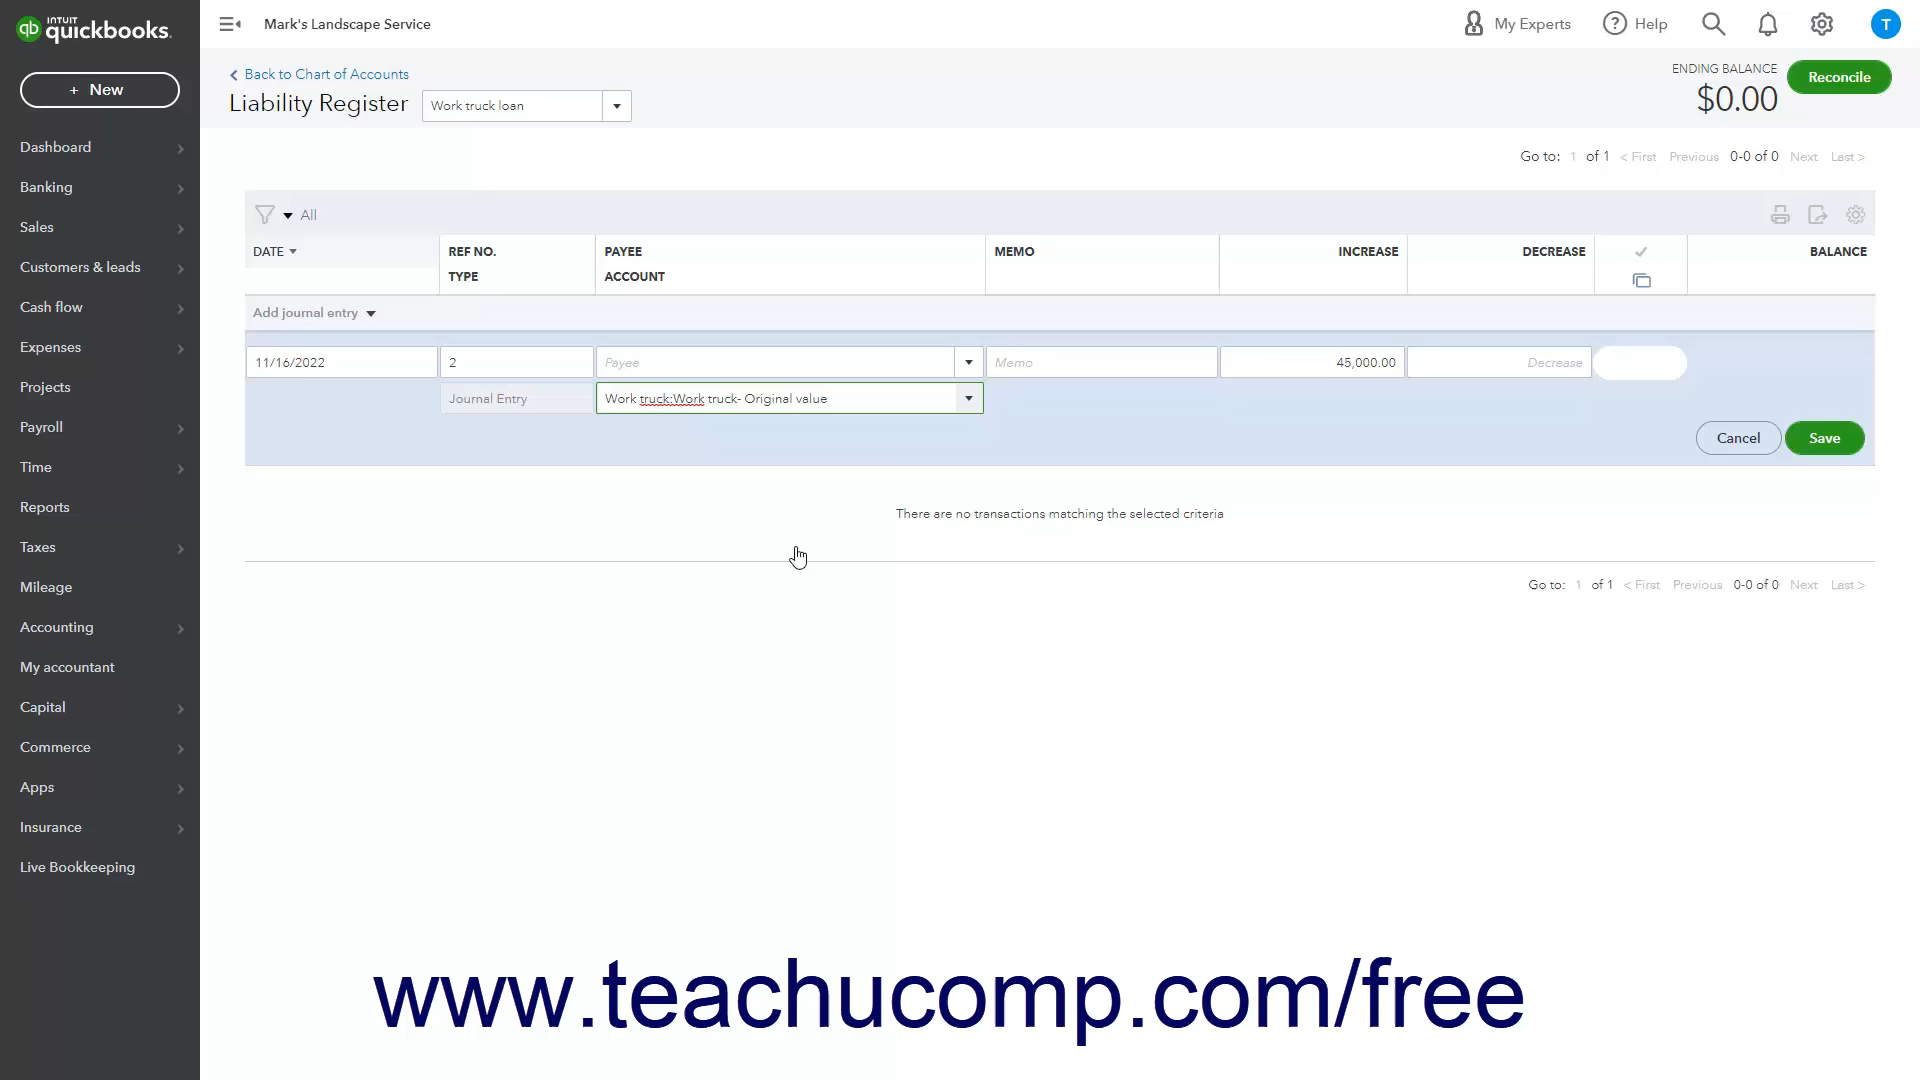 INTUIT
quickbooks.
Mark's Landscape Service
My Experts
Help
T
+ New
Dashboard
Banking
Sales
Customers & leads
Cash flow
Expenses
Projects
Payroll
Time
Reports
Taxes
Mileage
Accounting
My accountant
Capital
Commerce
Apps
Insurance
Live Bookkeeping
Back to Chart of Accounts
Liability Register Work truck loan
ENDING BALANCE
$0.00
Reconcile
Go to: 1 of 1 < First Previous 0-0 of 0 Next Last >
All
DATE REF NO. PAYEE MEMO INCREASE DECREASE BALANCE
TYPE ACCOUNT
Add journal entry
11/16/2022 2 Payee Memo 45,000.00 Decrease
Journal Entry Work truck:Work truck- Original value
Cancel Save
There are no transactions matching the selected criteria
Go to: 1 of 1 < First Previous 0-0 of 0 Next Last >
www.teachucomp.com/free